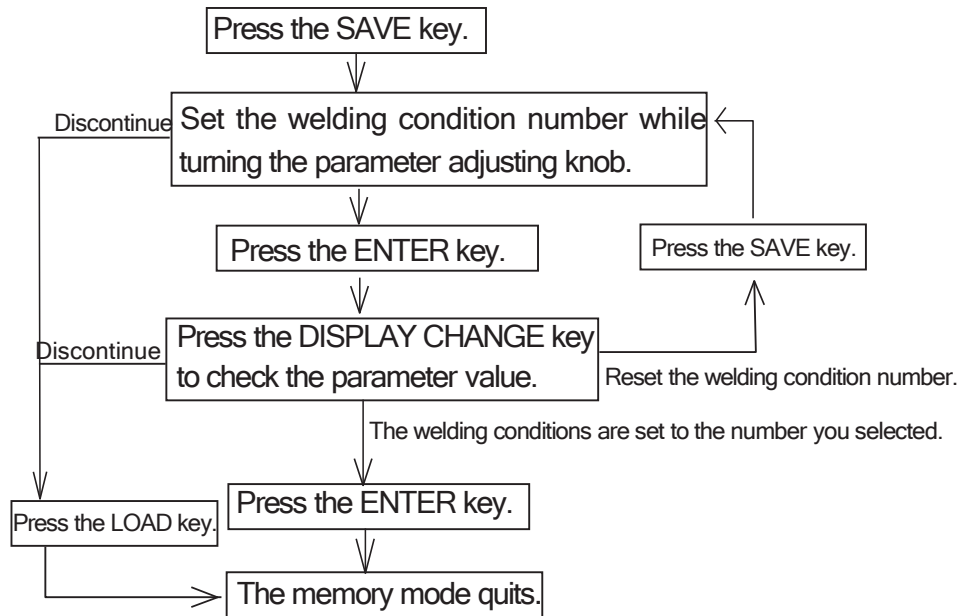 Press the SAVE key.
Discontinue
Set the welding condition number while
turning the parameter adjusting knob.
Press the ENTER key.
Press the SAVE key.
Discontinue
Press the DISPLAY CHANGE key
to check the parameter value.
Reset the welding condition number.
The welding conditions are set to the number you selected.
Press the LOAD key.
Press the ENTER key.
The memory mode quits.